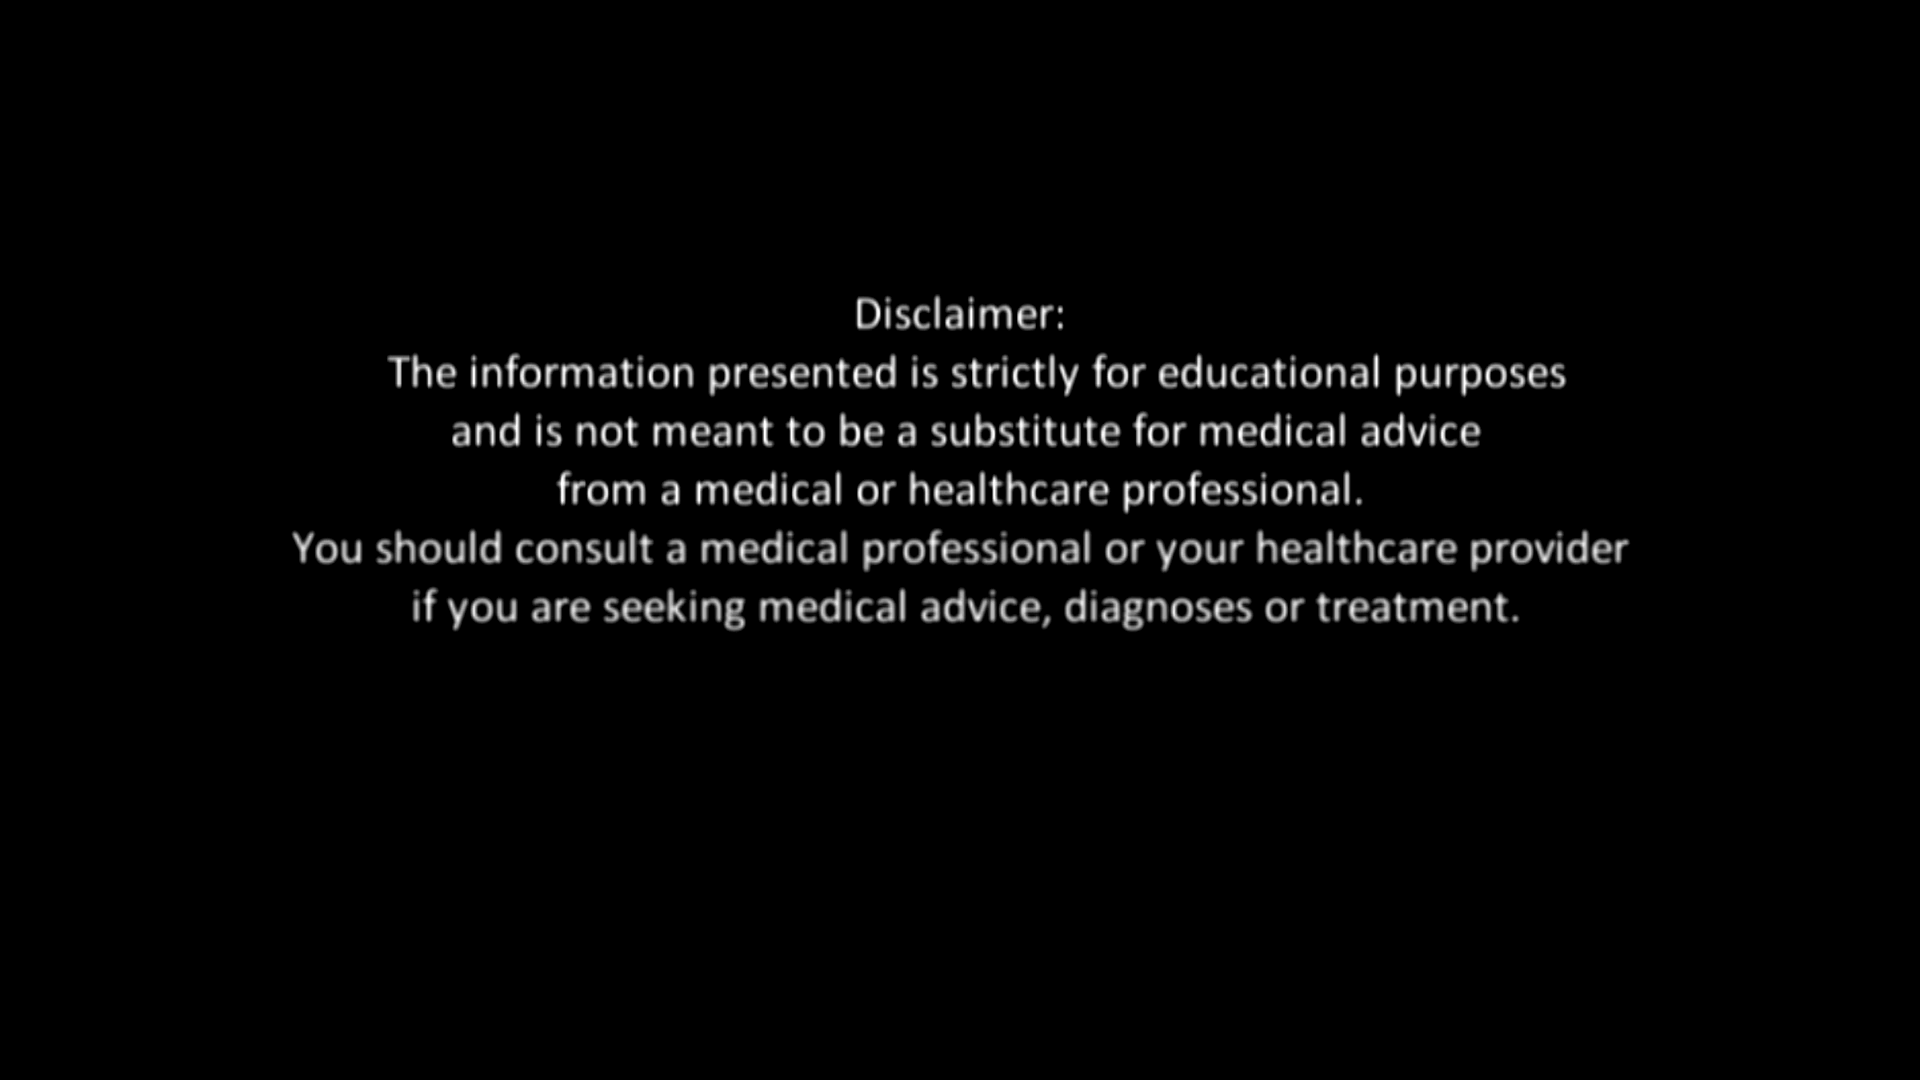 Disclaimer:
The information presented is strictly for educational purposes
and is not meant to be a substitute for medical advice
from a medical or healthcare professional.
You should consult a medical professional or your healthcare provider
if you are seeking medical advice, diagnoses or treatment.